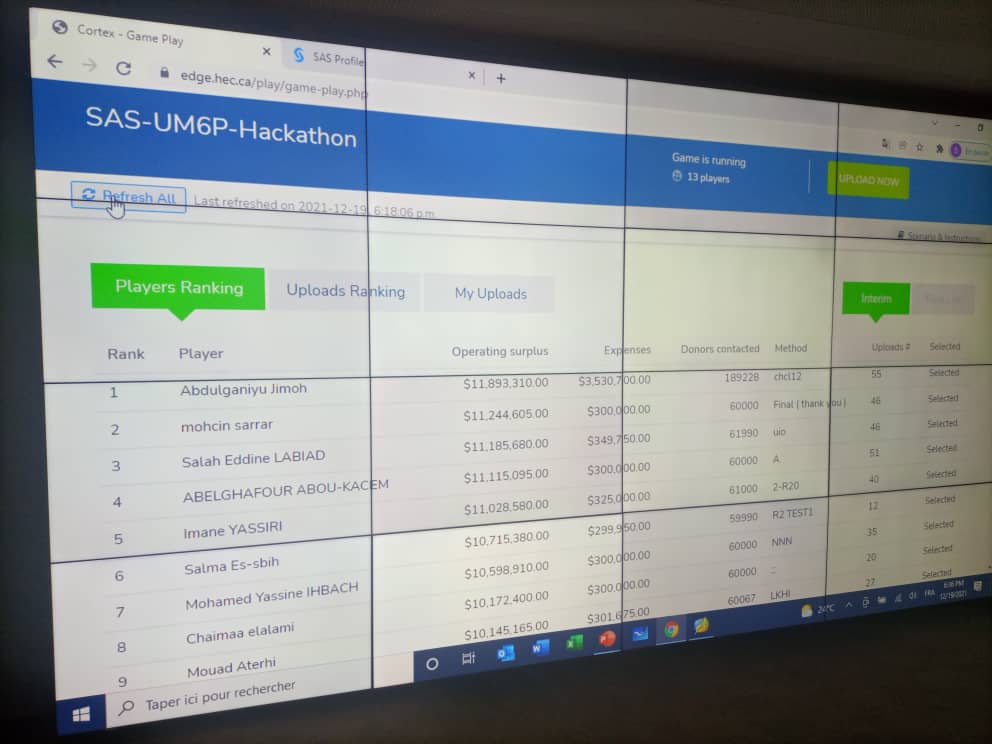 Cortex - Game Play
SAS Profile
edge.hec.ca/play/game-play.php
SAS-UM6P-Hackathon
Game is running
13 players
UPLOAD NOW
Refresh All
Last refreshed on 2021-12-19, 6:18:06 p.m.
Scenario & Instructions
Players Ranking
Uploads Ranking
My Uploads
Interim
Rank Player Operating surplus Expenses Donors contacted Method Uploads # Selected
1 Abdulganiyu Jimoh $11,893,310.00 $3,530,700.00 189228 chcl12 55 Selected
2 mohcin sarrar $11,244,605.00 $300,000.00 60000 Final ( thank you ) 46 Selected
3 Salah Eddine LABIAD $11,185,680.00 $349,750.00 61990 uio 46 Selected
4 ABELGHAFOUR ABOU-KACEM $11,115,095.00 $300,000.00 60000 A 51 Selected
5 Imane YASSIRI $11,028,580.00 $325,000.00 61000 2-R20 40 Selected
6 Salma Es-sbih $10,715,380.00 $299,950.00 59990 R2 TEST1 12 Selected
7 Mohamed Yassine IHBACH $10,598,910.00 $300,000.00 60000 NNN 35 Selected
8 Chaimaa elalami $10,172,400.00 $300,000.00 60000 20 Selected
9 Mouad Aterhi $10,145,165.00 $301,675.00 60067 LKHI 27 Selected
Taper ici pour rechercher
24°C
FRA
6:36 PM
12/19/2021